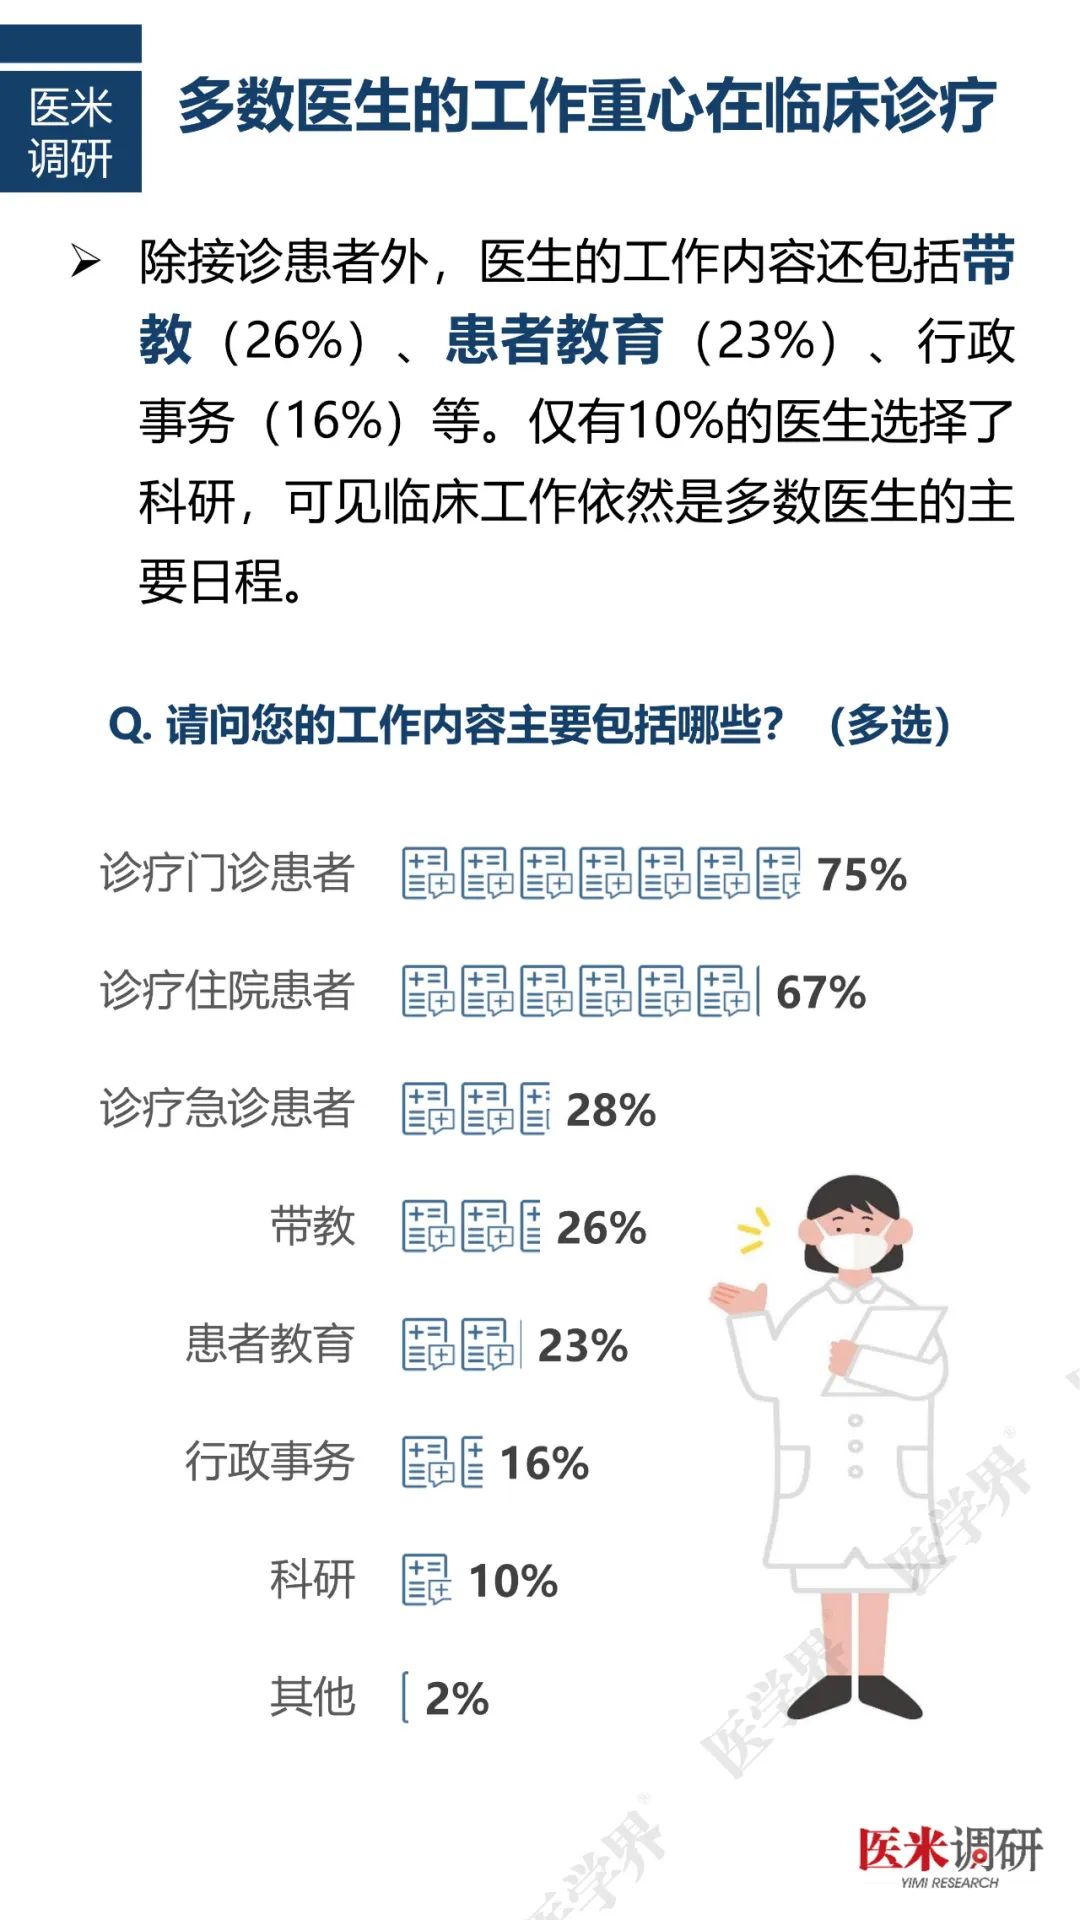 医米
调研
多数医生的工作重心在临床诊疗
除接诊患者外，医生的工作内容还包括带
教（26%）、患者教育（23%）、行政
事务（16%）等。仅有10%的医生选择了
科研，可见临床工作依然是多数医生的主
要日程。
Q. 请问您的工作内容主要包括哪些？（多选）
诊疗门诊患者 75%
诊疗住院患者 67%
诊疗急诊患者 28%
带教 26%
患者教育 23%
行政事务 16%
科研 10%
其他 2%
医学界®
医学界®
医学界®
医米调研
YIMI RESEARCH